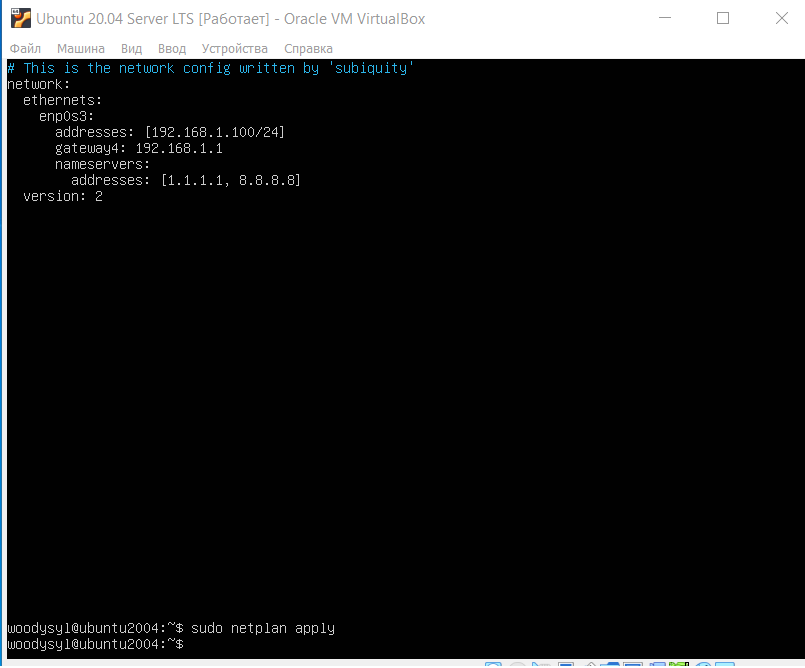 Ubuntu 20.04 Server LTS [Работает] - Oracle VM VirtualBox
Файл Машина Вид Ввод Устройства Справка
# This is the network config written by 'subiquity'
network:
  ethernets:
    enp0s3:
      addresses: [192.168.1.100/24]
      gateway4: 192.168.1.1
      nameservers:
        addresses: [1.1.1.1, 8.8.8.8]
  version: 2
woodysyl@ubuntu2004:~$ sudo netplan apply
woodysyl@ubuntu2004:~$